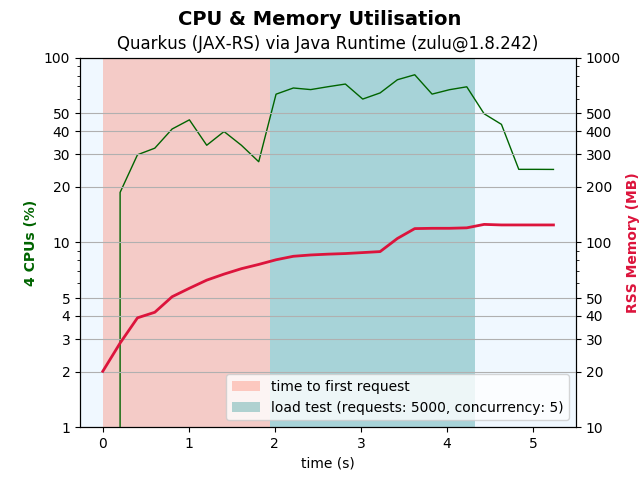 CPU & Memory Utilisation
Quarkus (JAX-RS) via Java Runtime (zulu@1.8.242)
100
50
40
30
20
10
5
4
3
2
1
4 CPUs (%)
1000
500
400
300
200
100
50
40
30
20
10
RSS Memory (MB)
time to first request
load test (requests: 5000, concurrency: 5)
0 1 2 3 4 5
time (s)